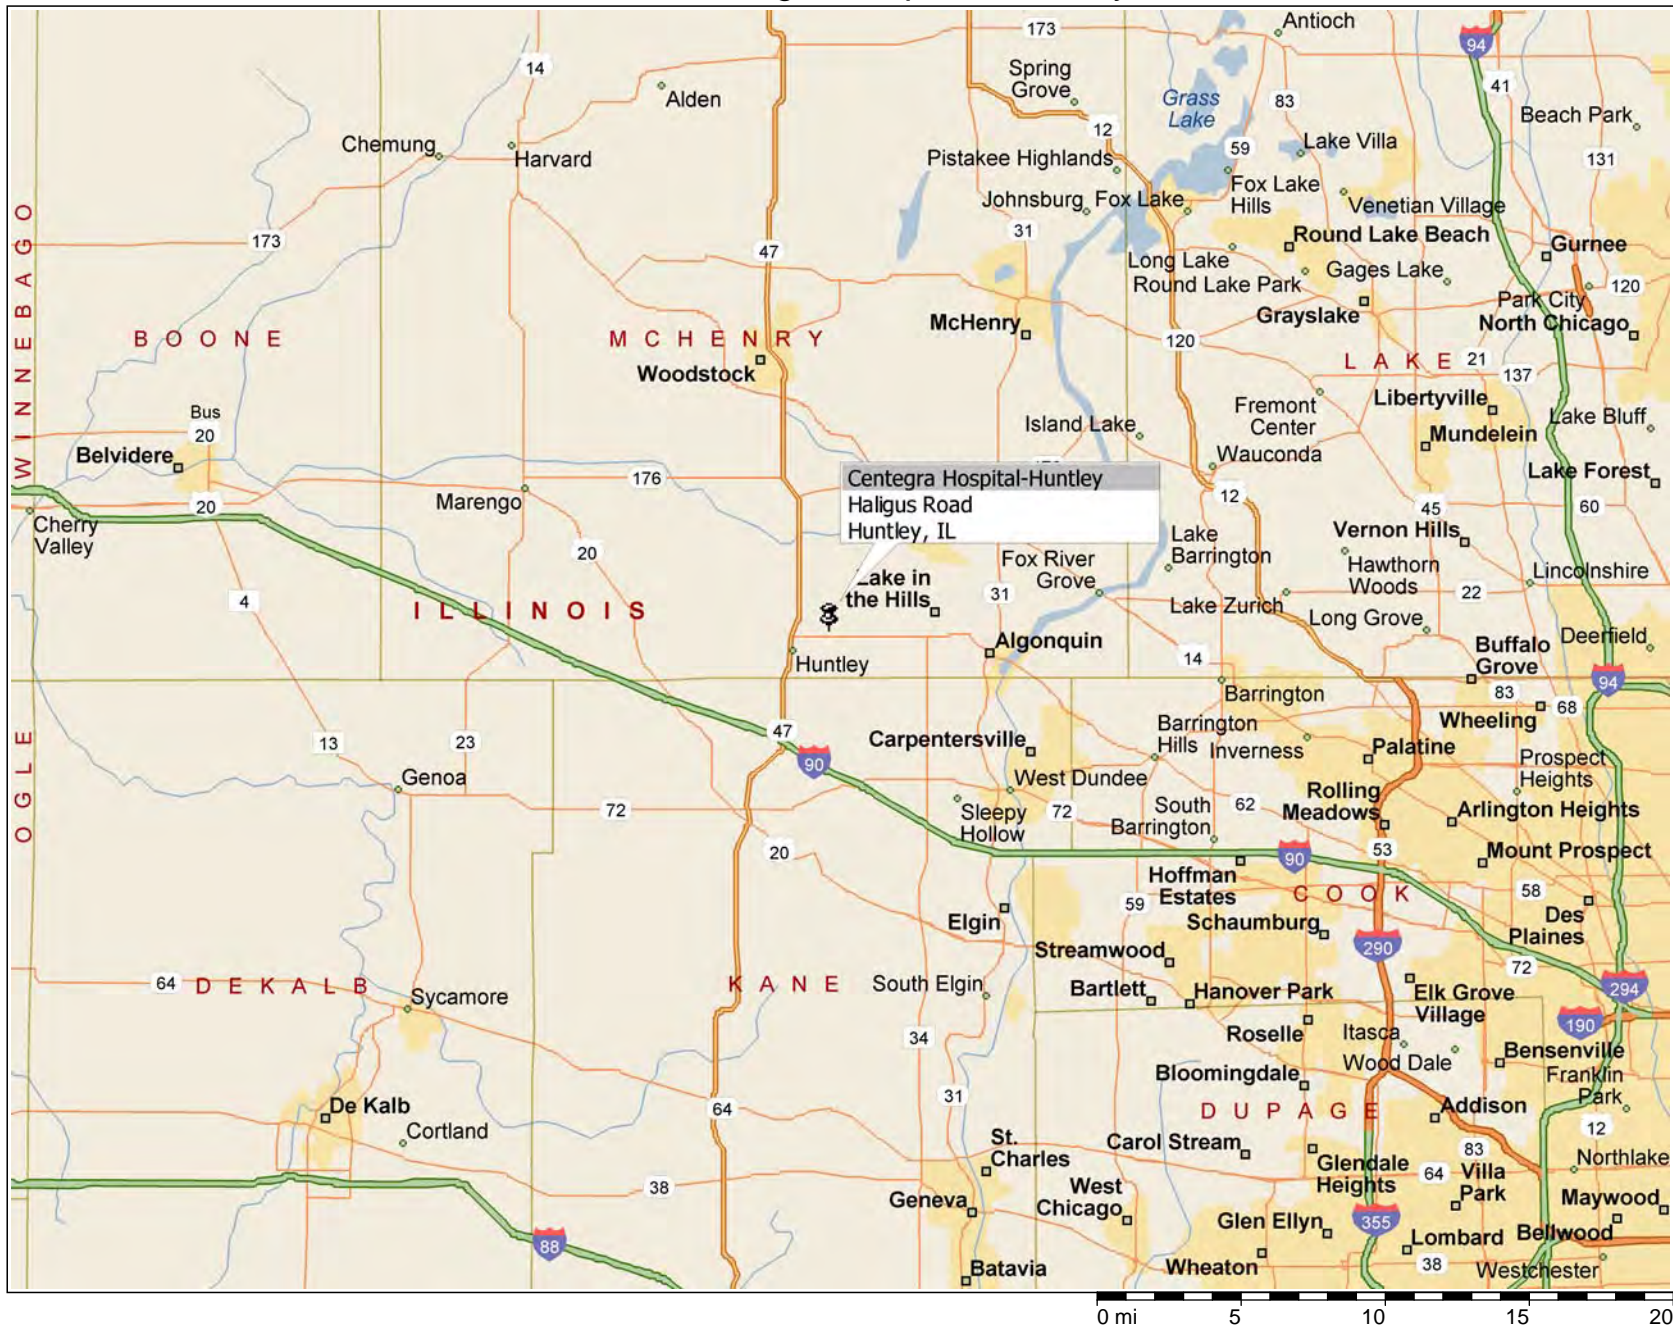 173
Antioch
94
14
Spring
Grove
Grass
Lake
83
41
Alden
Beach Park
12
Chemung
Harvard
Pistakee Highlands
59
Lake Villa
131
Johnsburg
Fox Lake
Fox Lake
Hills
Venetian Village
WINNEBAGO
173
47
31
Round Lake Beach
Gurnee
Long Lake
Round Lake Park
Gages Lake
120
Park City
BOONE
MCHENRY
McHenry
Grayslake
North Chicago
Woodstock
120
LAKE
21
137
Bus
20
Island Lake
Fremont
Center
Libertyville
Lake Bluff
Belvidere
Mundelein
Wauconda
Lake Forest
176
Centegra Hospital-Huntley
Haligus Road
Huntley, IL
Marengo
20
12
45
60
Cherry
Valley
20
Lake
Barrington
Vernon Hills
Fox River
Grove
Hawthorn
Woods
Lincolnshire
4
ILLINOIS
Lake in
the Hills
31
Lake Zurich
22
Long Grove
Algonquin
Buffalo
Grove
Deerfield
Huntley
14
94
Barrington
83
68
OGLE
13
23
47
Carpentersville
Barrington
Hills
Inverness
Wheeling
Palatine
90
Genoa
West Dundee
Prospect
Heights
72
Sleepy
Hollow
72
South
Barrington
62
Rolling
Meadows
Arlington Heights
20
90
53
Mount Prospect
Hoffman
Estates
COOK
58
59
Elgin
Schaumburg
Des
Plaines
Streamwood
290
72
64
DEKALB
KANE
South Elgin
Bartlett
Hanover Park
Elk Grove
Village
294
Sycamore
190
34
Roselle
Itasca
Wood Dale
Bensenville
Bloomingdale
Franklin
Park
31
De Kalb
64
DUPAGE
Addison
12
Cortland
St.
Charles
Carol Stream
83
Glendale
Heights
64
Villa
Park
Northlake
38
Geneva
West
Chicago
Maywood
Glen Ellyn
355
Lombard
Bellwood
88
Batavia
Wheaton
38
Westchester
0 mi
5
10
15
20